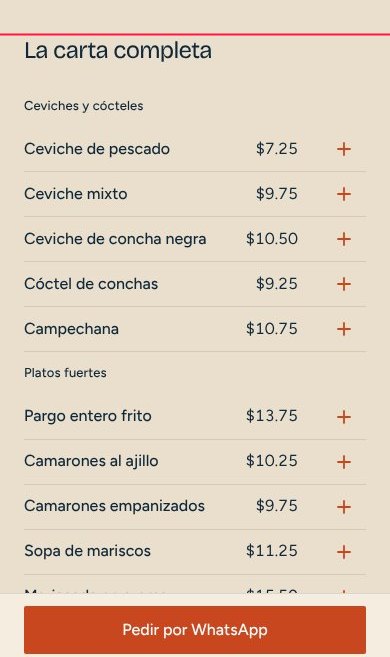 La carta completa
Ceviches y cócteles
Ceviche de pescado $7.25 +
Ceviche mixto $9.75 +
Ceviche de concha negra $10.50 +
Cóctel de conchas $9.25 +
Campechana $10.75 +
Platos fuertes
Pargo entero frito $13.75 +
Camarones al ajillo $10.25 +
Camarones empanizados $9.75 +
Sopa de mariscos $11.25 +
Pedir por WhatsApp